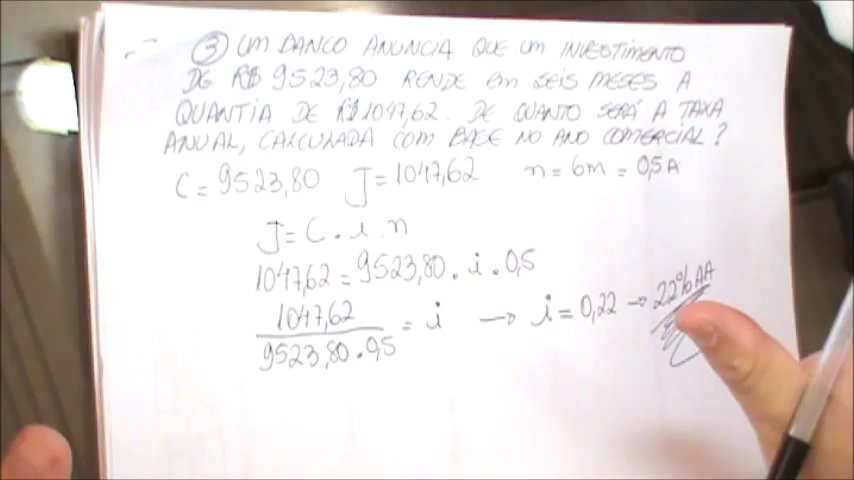 ③ UM BANCO ANUNCIA QUE UM INVESTIMENTO
DE R$ 9523,80 RENDE EM SEIS MESES A
QUANTIA DE R$ 1047,62. DE QUANTO SERÁ A TAXA
ANUAL, CALCULADA COM BASE NO ANO COMERCIAL?
C = 9523,80 J = 1047,62 n = 6m = 0,5A
J = C . i . n
1047,62 = 9523,80 . i . 0,5
1047,62 / 9523,80 . 0,5 = i → i = 0,22 → 22% AA